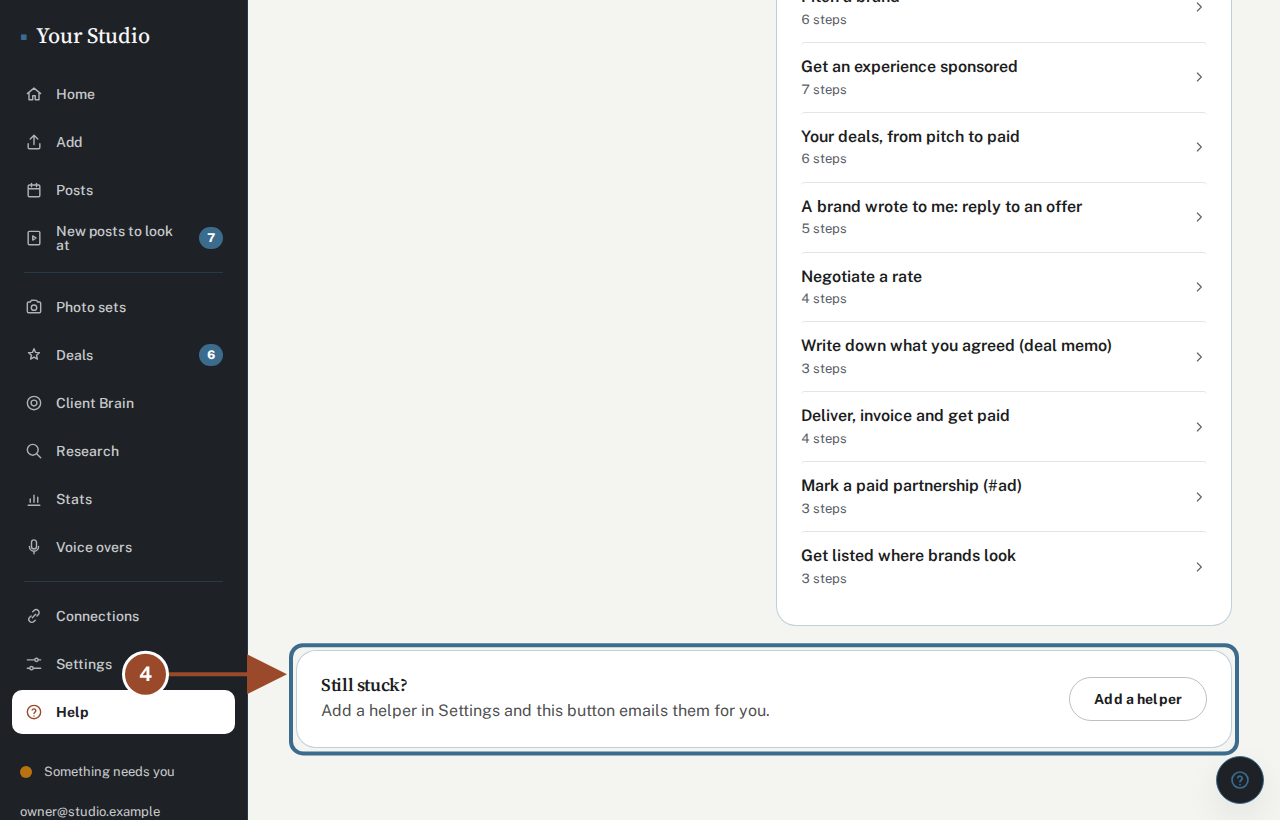 Your Studio
Home
Add
Posts
New posts to look
at
7
Photo sets
Deals
6
Client Brain
Research
Stats
Voice overs
Connections
Settings
4
Help
Something needs you
owner@studio.example
6 steps
Get an experience sponsored
7 steps
Your deals, from pitch to paid
6 steps
A brand wrote to me: reply to an offer
5 steps
Negotiate a rate
4 steps
Write down what you agreed (deal memo)
3 steps
Deliver, invoice and get paid
4 steps
Mark a paid partnership (#ad)
3 steps
Get listed where brands look
3 steps
Still stuck?
Add a helper in Settings and this button emails them for you.
Add a helper